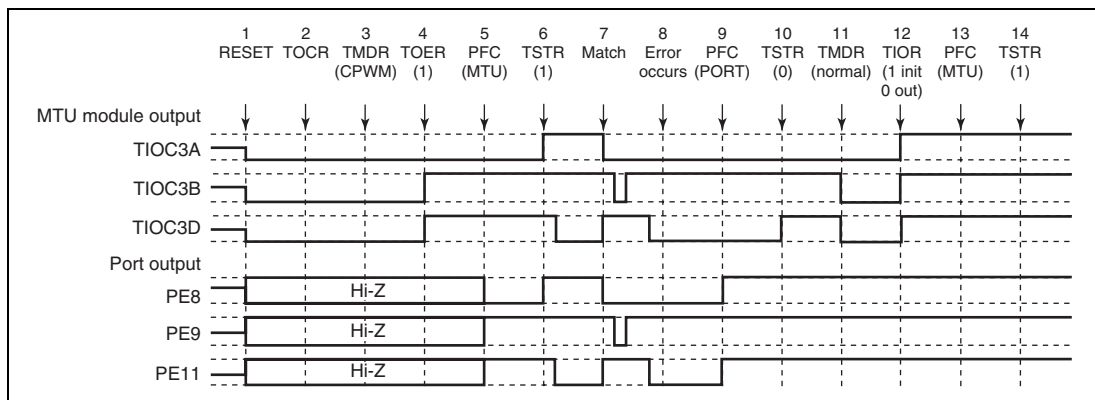 1 2 3 4 5 6 7 8 9 10 11 12 13 14
RESET TOCR TMDR TOER PFC TSTR Match Error PFC TSTR TMDR TIOR PFC TSTR
(CPWM) (1) (MTU) (1) occurs (PORT) (0) (normal) (1 init (MTU) (1)
0 out)
MTU module output
TIOC3A
TIOC3B
TIOC3D
Port output
PE8 Hi-Z
PE9 Hi-Z
PE11 Hi-Z